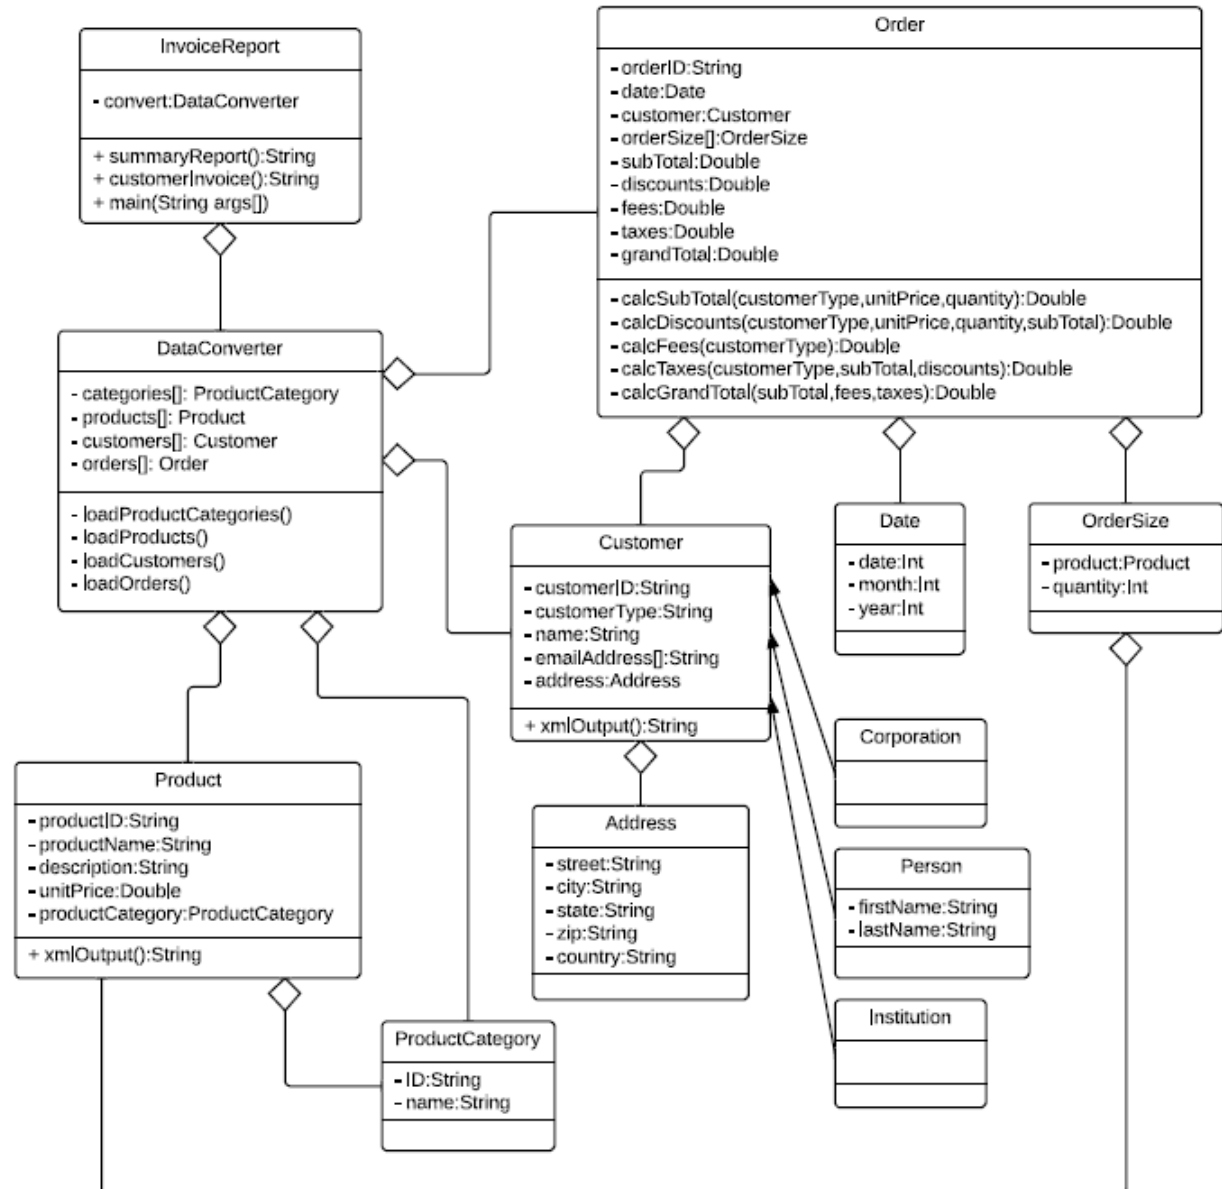 InvoiceReport
- convert:DataConverter
+ summaryReport():String
+ customerInvoice():String
+ main(String args[])
Order
- orderID:String
- date:Date
- customer:Customer
- orderSize[]:OrderSize
- subTotal:Double
- discounts:Double
- fees:Double
- taxes:Double
- grandTotal:Double
- calcSubTotal(customerType,unitPrice,quantity):Double
- calcDiscounts(customerType,unitPrice,quantity,subTotal):Double
- calcFees(customerType):Double
- calcTaxes(customerType,subTotal,discounts):Double
- calcGrandTotal(subTotal,fees,taxes):Double
DataConverter
- categories[]: ProductCategory
- products[]: Product
- customers[]: Customer
- orders[]: Order
- loadProductCategories()
- loadProducts()
- loadCustomers()
- loadOrders()
Customer
- customerID:String
- customerType:String
- name:String
- emailAddress[]:String
- address:Address
+ xmlOutput():String
Date
- date:Int
- month:Int
- year:Int
OrderSize
- product:Product
- quantity:Int
Corporation
Product
- productID:String
- productName:String
- description:String
- unitPrice:Double
- productCategory:ProductCategory
+ xmlOutput():String
Address
- street:String
- city:String
- state:String
- zip:String
- country:String
Person
- firstName:String
- lastName:String
Institution
ProductCategory
- ID:String
- name:String